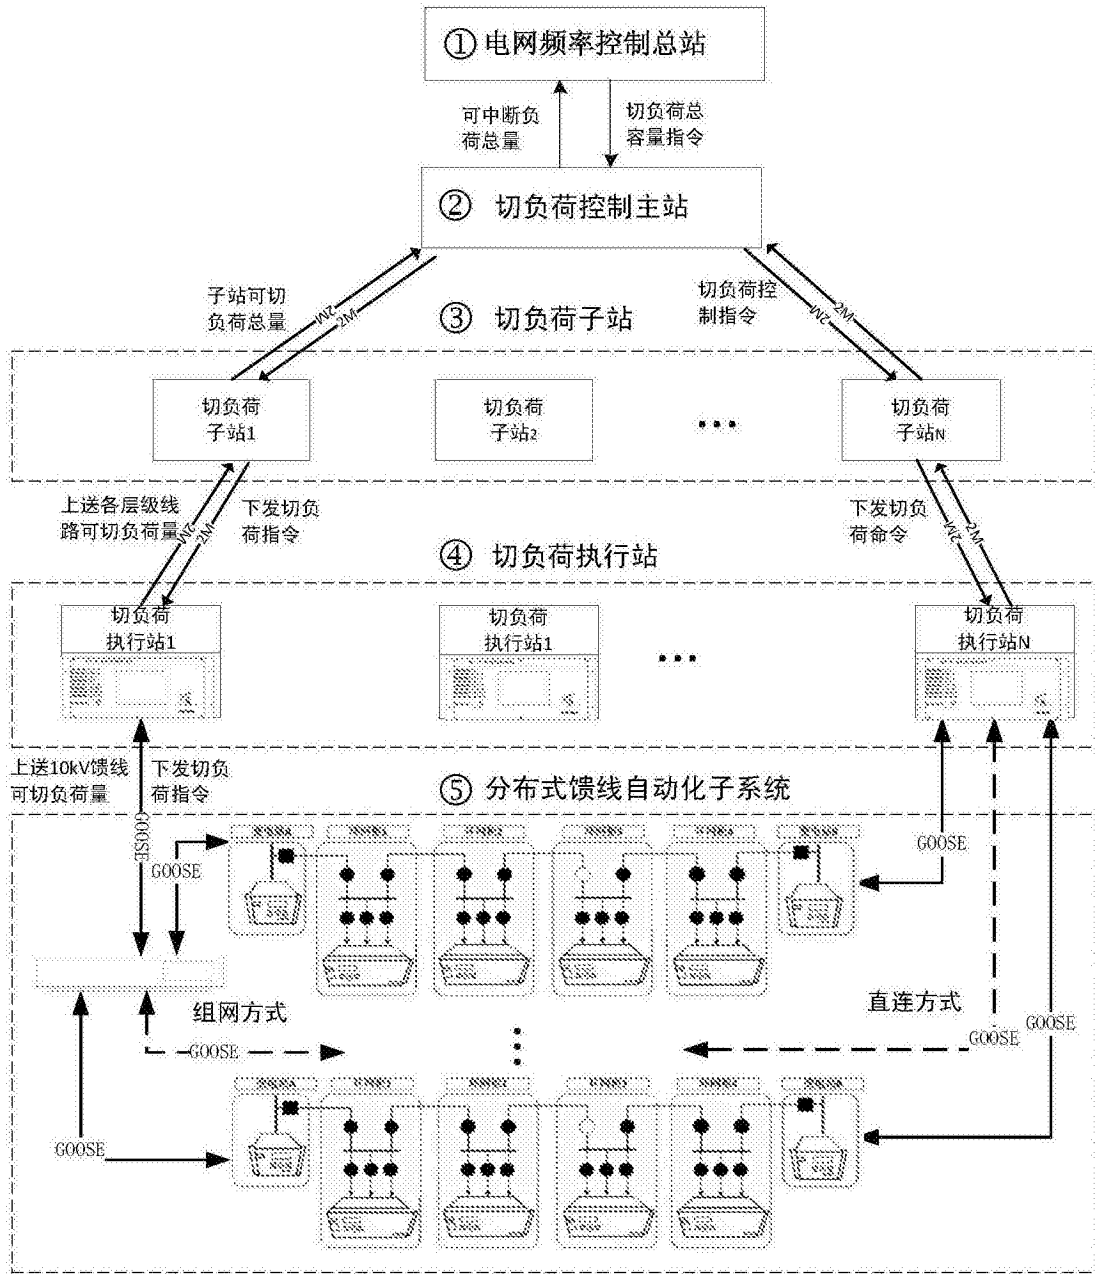 ① 电网频率控制总站
可中断负
荷总量
切负荷总
容量指令
② 切负荷控制主站
子站可切
负荷总量
2M
2M
切负荷控
制指令
2M
2M
③ 切负荷子站
切负荷
子站1
切负荷
子站2
切负荷
子站N
上送各层级线
路可切负荷量
2M
2M
下发切负
荷指令
下发切负
荷命令
2M
2M
④ 切负荷执行站
切负荷
执行站1
切负荷
执行站1
切负荷
执行站N
上送10kV馈线
可切负荷量
下发切负
荷指令
⑤ 分布式馈线自动化子系统
GOOSE
GOOSE
GOOSE
组网方式
直连方式
GOOSE
GOOSE
GOOSE
GOOSE